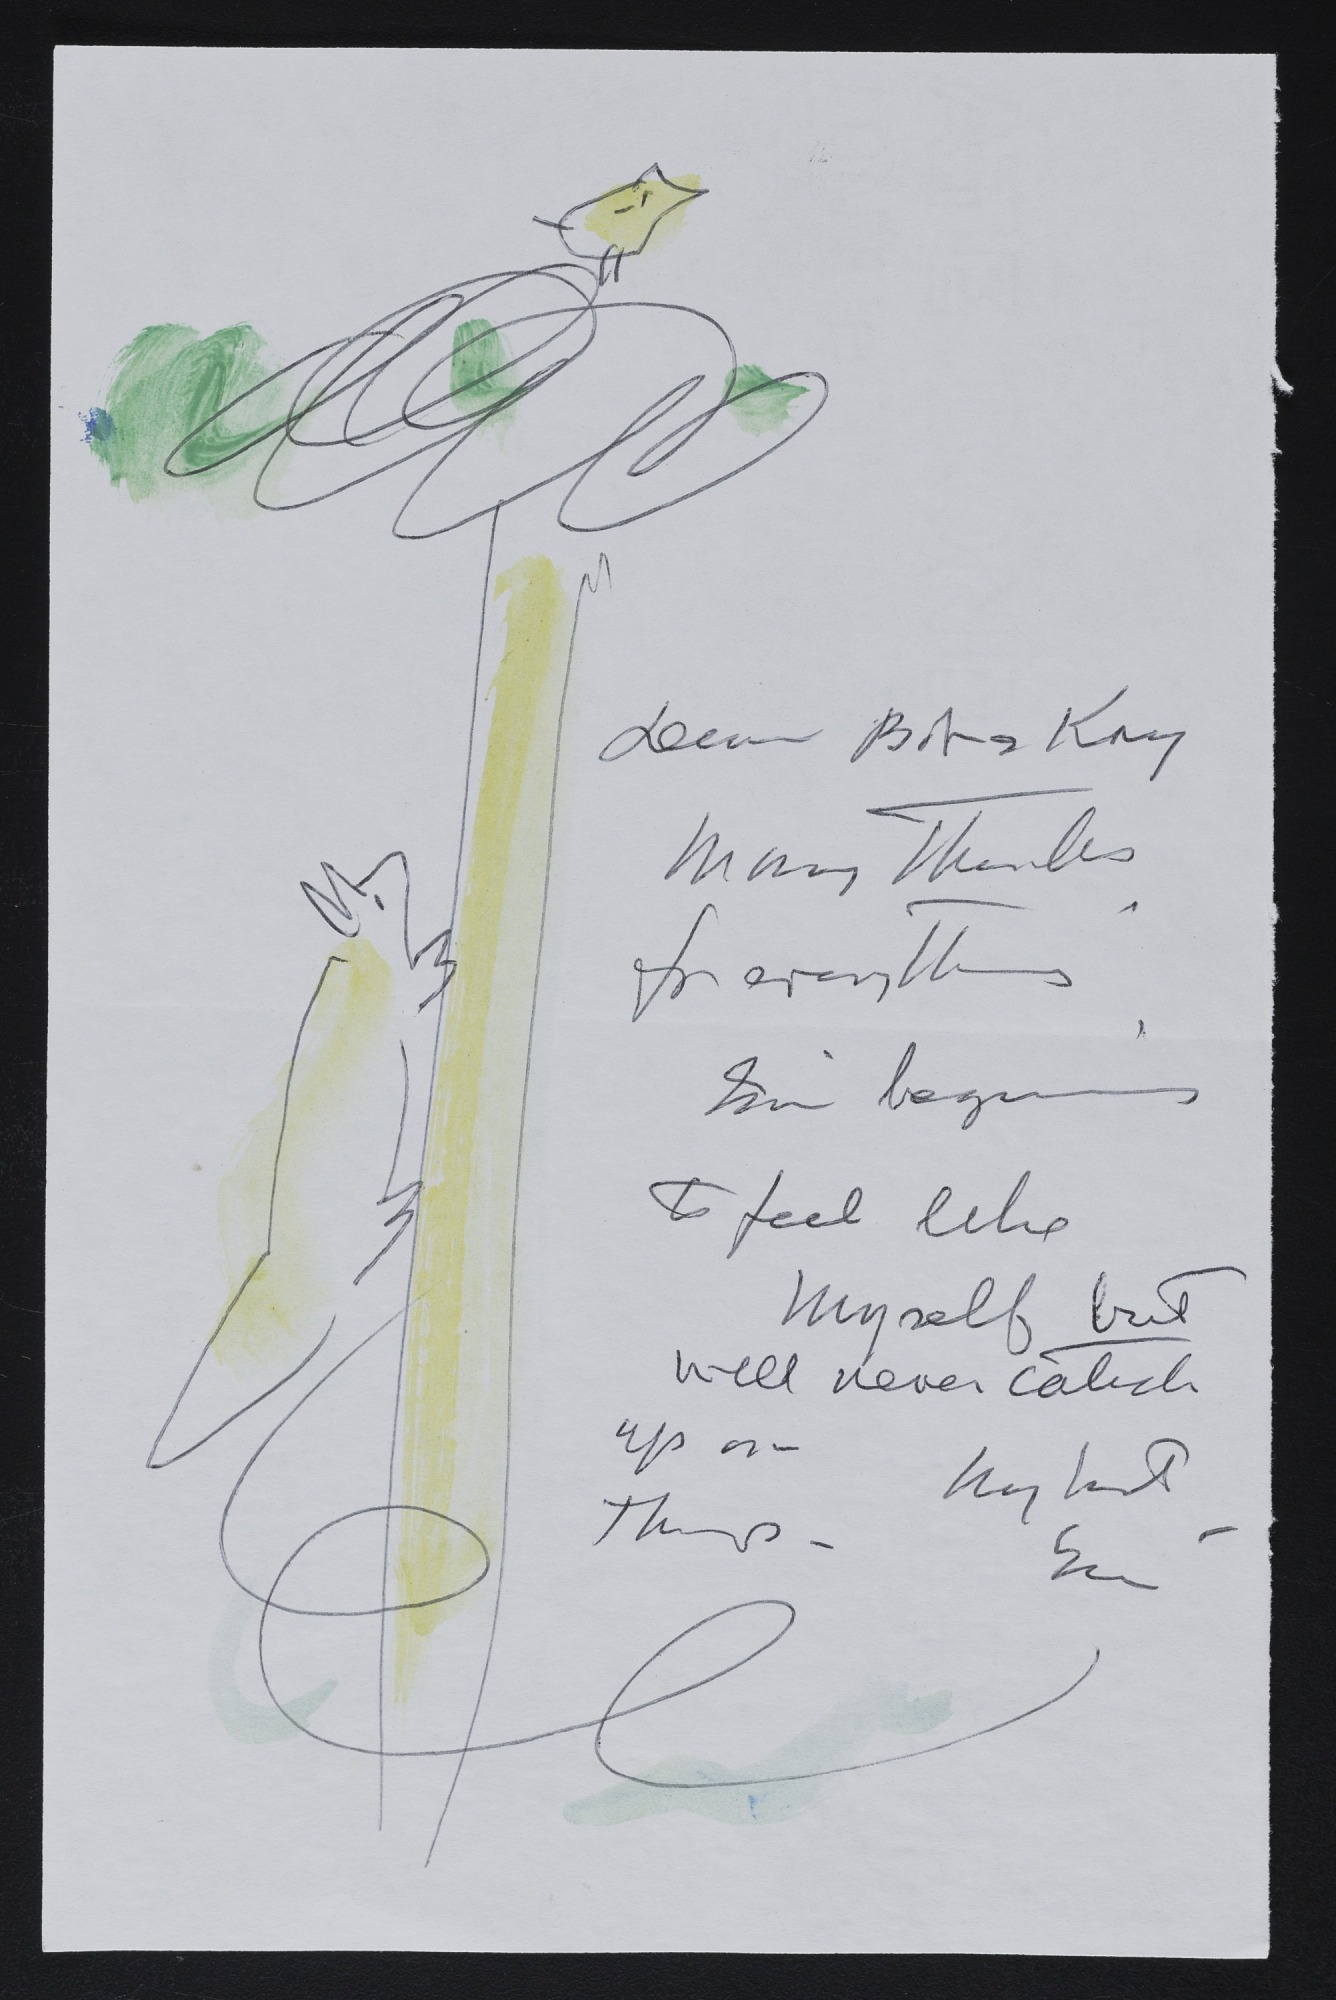 Dear Bob & Kay
Many Thanks
for everything
I'm beginning
to feel like
myself but
will never catch
up on
Things -
My best